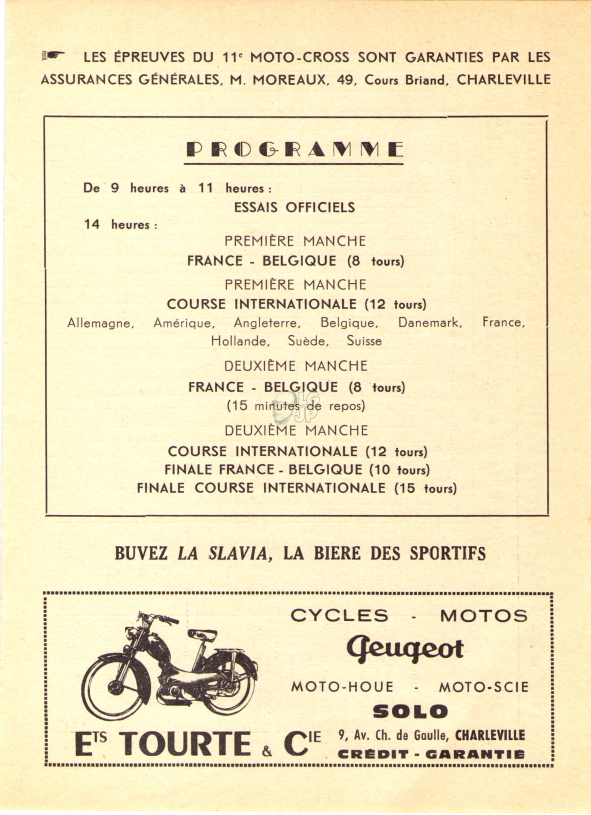 LES ÉPREUVES DU 11e MOTO-CROSS SONT GARANTIES PAR LES
ASSURANCES GÉNÉRALES, M. MOREAUX, 49, Cours Briand, CHARLEVILLE
PROGRAMME
De 9 heures à 11 heures :
ESSAIS OFFICIELS
14 heures :
PREMIÈRE MANCHE
FRANCE - BELGIQUE (8 tours)
PREMIÈRE MANCHE
COURSE INTERNATIONALE (12 tours)
Allemagne, Amérique, Angleterre, Belgique, Danemark, France,
Hollande, Suède, Suisse
DEUXIÈME MANCHE
FRANCE - BELGIQUE (8 tours)
(15 minutes de repos)
DEUXIÈME MANCHE
COURSE INTERNATIONALE (12 tours)
FINALE FRANCE - BELGIQUE (10 tours)
FINALE COURSE INTERNATIONALE (15 tours)
BUVEZ LA SLAVIA, LA BIERE DES SPORTIFS
CYCLES - MOTOS
Peugeot
MOTO-HOUE - MOTO-SCIE
SOLO
ETS TOURTE & CIE
9, Av. Ch. de Gaulle, CHARLEVILLE
CRÉDIT - GARANTIE